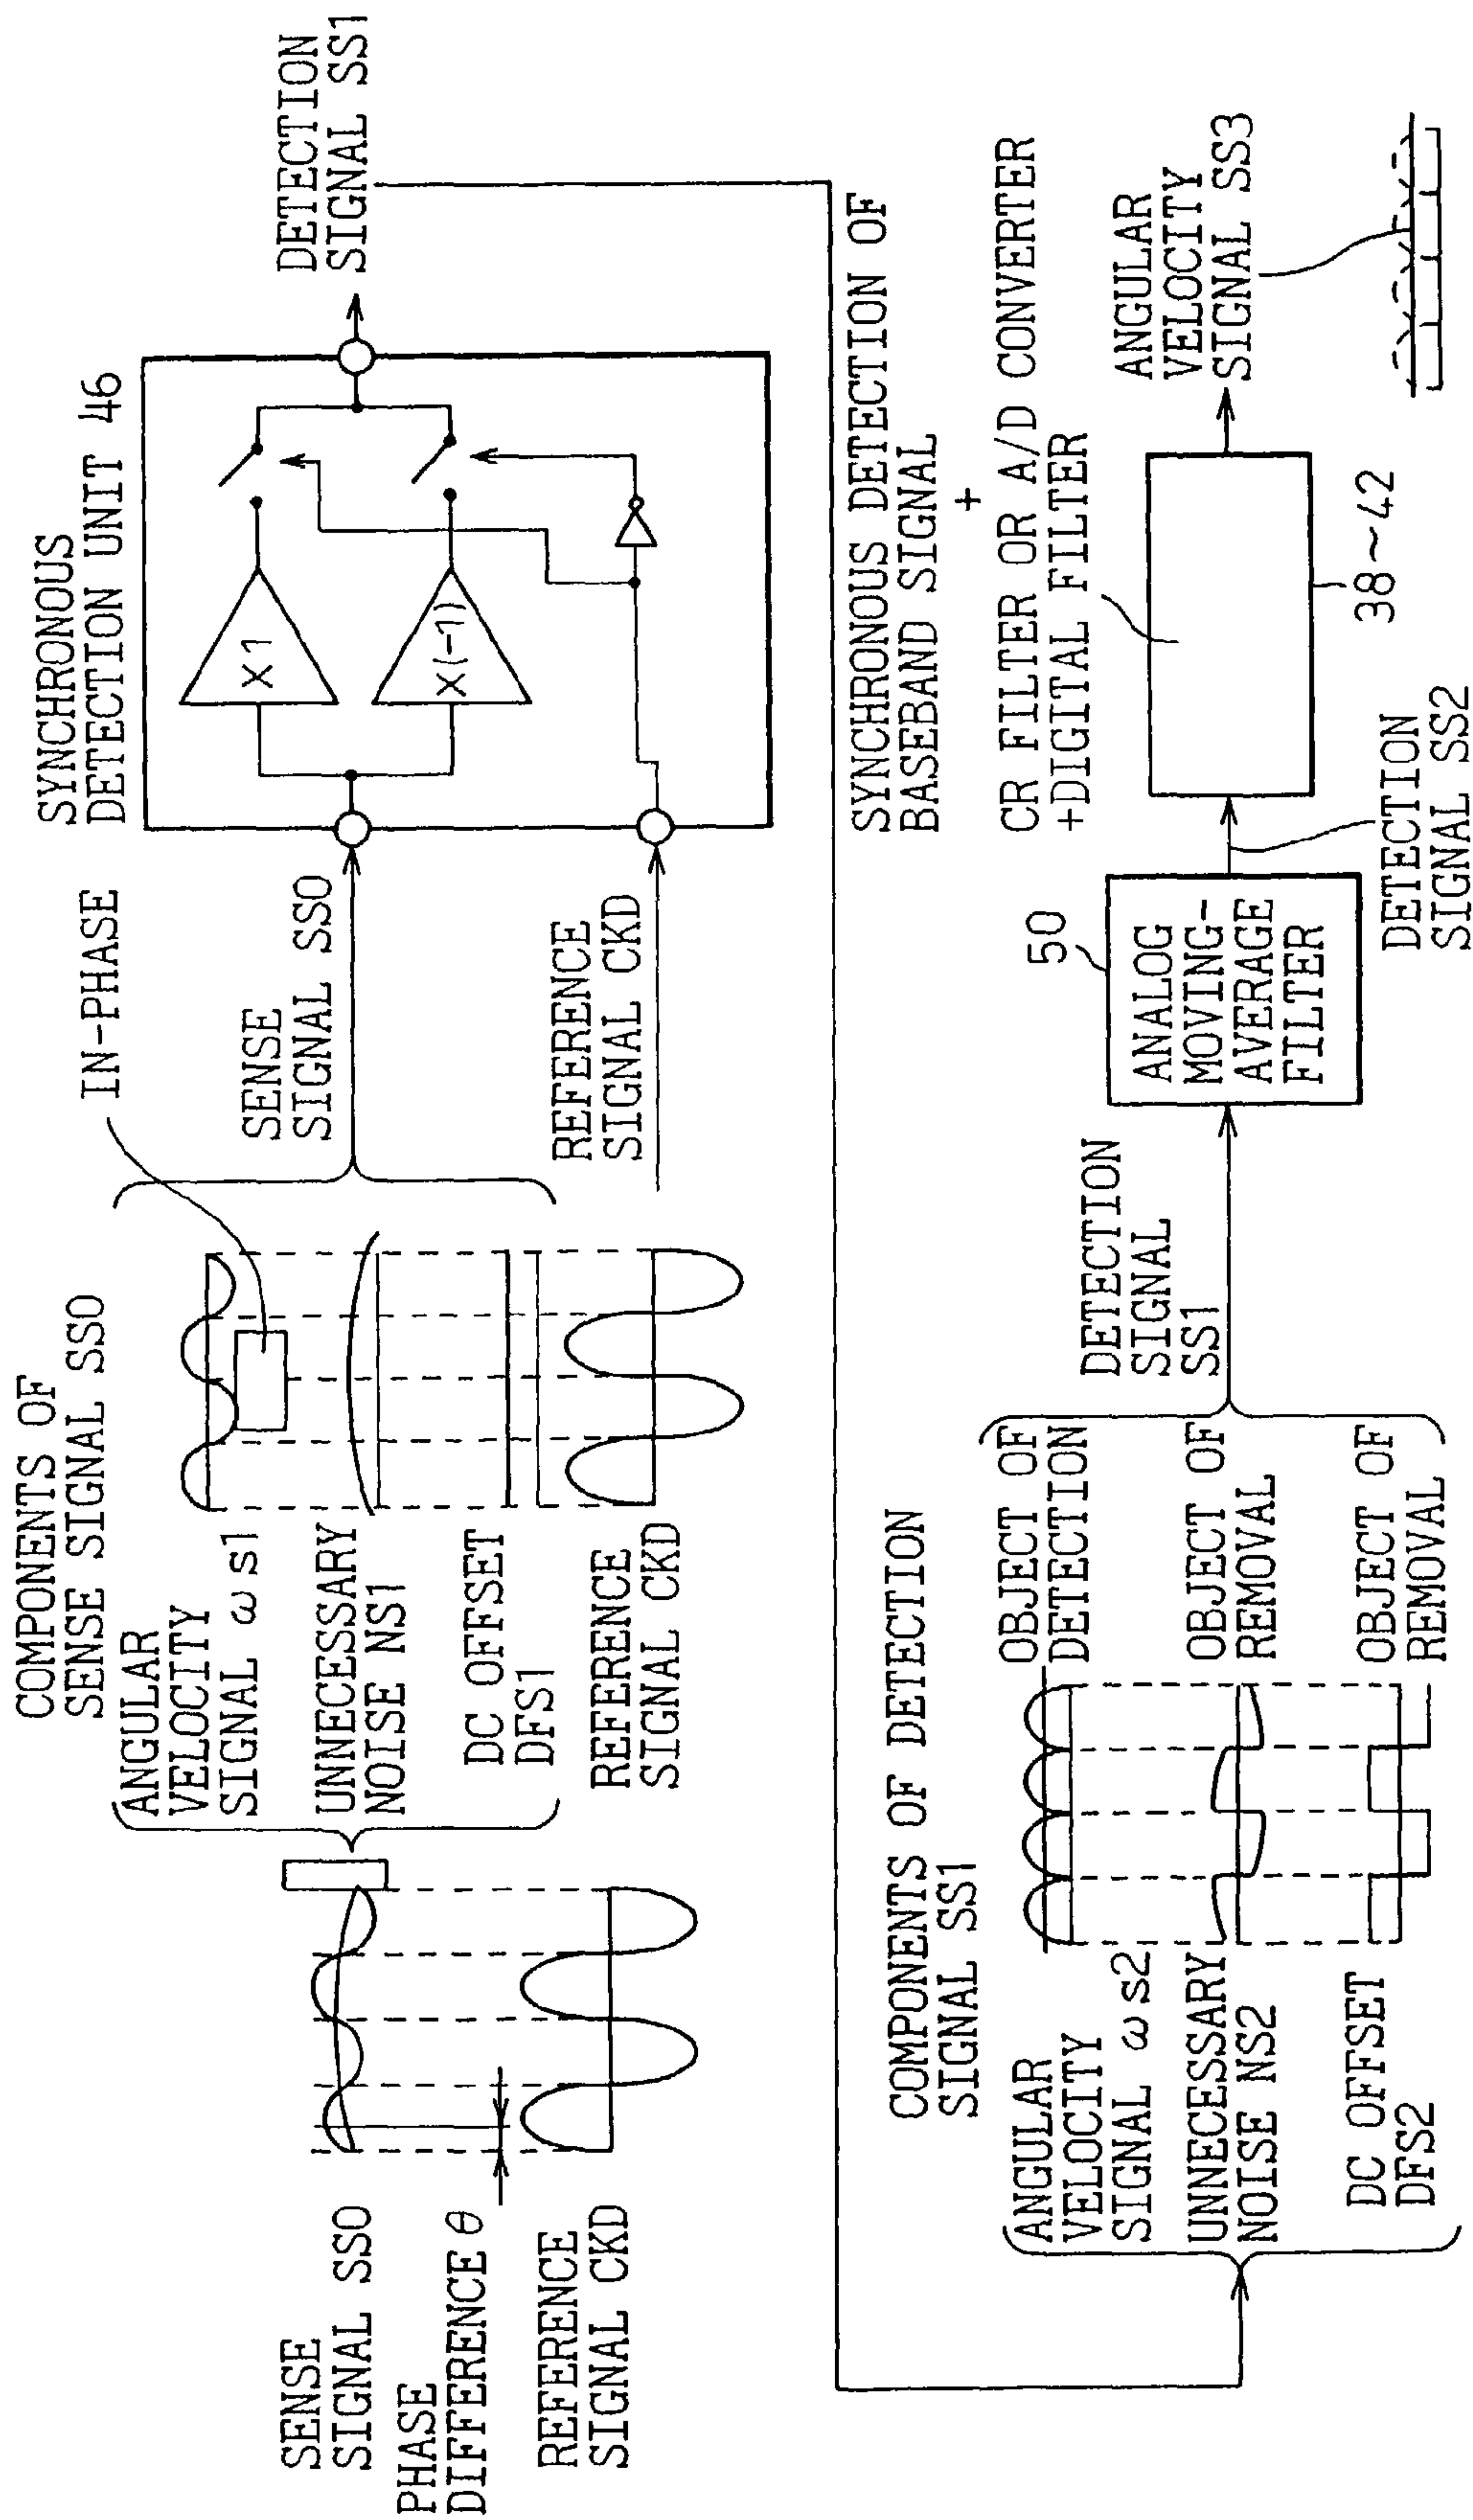 SENSE
SIGNAL SS0
PHASE
DIFFERENCE θ
REFERENCE
SIGNAL CKD
COMPONENTS OF
SENSE SIGNAL SS0
ANGULAR
VELOCITY
SIGNAL ωs1
UNNECESSARY
NOISE NS1
DC OFFSET
DFS1
REFERENCE
SIGNAL CKD
IN-PHASE
SENSE
SIGNAL SS0
REFERENCE
SIGNAL CKD
SYNCHRONOUS
DETECTION UNIT 46
X1
X(-1)
DETECTION
SIGNAL SS1
COMPONENTS OF DETECTION
SIGNAL SS1
ANGULAR
VELOCITY
SIGNAL ωs2
UNNECESSARY
NOISE NS2
DC OFFSET
DFS2
OBJECT OF
DETECTION
OBJECT OF
REMOVAL
OBJECT OF
REMOVAL
DETECTION
SIGNAL
SS1
50
ANALOG
MOVING-
AVERAGE
FILTER
DETECTION
SIGNAL SS2
SYNCHRONOUS DETECTION OF
BASEBAND SIGNAL
+
CR FILTER OR A/D CONVERTER
+DIGITAL FILTER
38~42
ANGULAR
VELOCITY
SIGNAL SS3